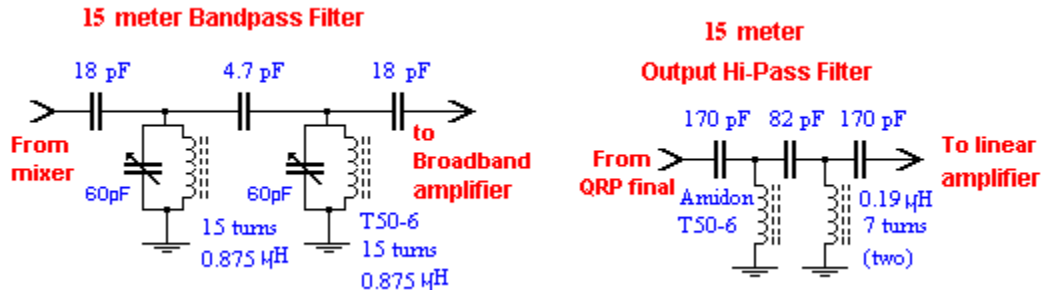 15 meter Bandpass Filter
18 pF
4.7 pF
18 pF
From
mixer
60pF
60pF
to
Broadband
amplifier
15 turns
0.875 µH
T50-6
15 turns
0.875 µH
15 meter
Output Hi-Pass Filter
170 pF
82 pF
170 pF
From
QRP final
To linear
amplifier
Amidon
T50-6
0.19 µH
7 turns
(two)